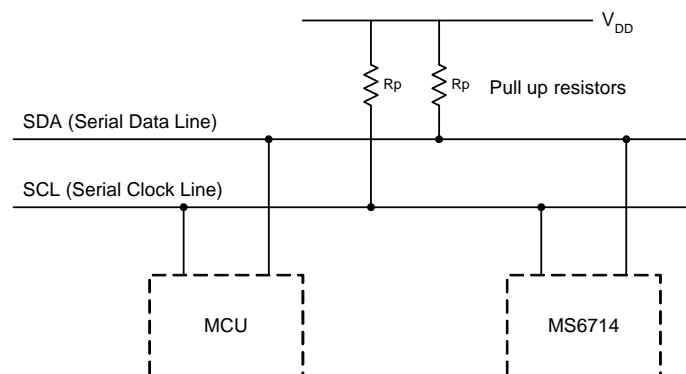 VDD
Rp
Rp
Pull up resistors
SDA (Serial Data Line)
SCL (Serial Clock Line)
MCU
MS6714